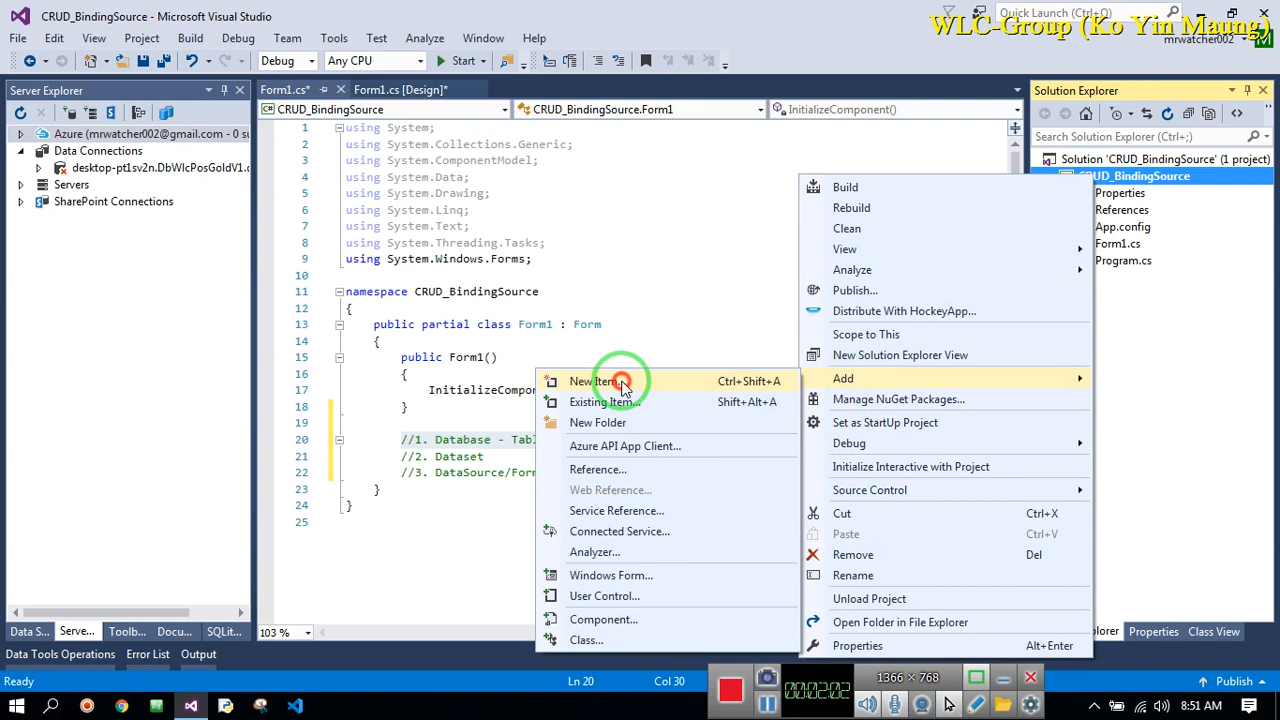 CRUD_BindingSource - Microsoft Visual Studio
Quick Launch (Ctrl+Q)
WLC-Group (Ko Yin Maung)
File Edit View Project Build Debug Team Tools Test Analyze Window Help
mrwatcher002
Debug Any CPU Start
Server Explorer
Azure (mrwatcher002@gmail.com - 0 su
Data Connections
desktop-pt1sv2n.DbWlcPosGoldV1.
Servers
SharePoint Connections
Form1.cs* Form1.cs [Design]*
CRUD_BindingSource CRUD_BindingSource.Form1 InitializeComponent()
1 using System;
2 using System.Collections.Generic;
3 using System.ComponentModel;
4 using System.Data;
5 using System.Drawing;
6 using System.Linq;
7 using System.Text;
8 using System.Threading.Tasks;
9 using System.Windows.Forms;
10
11 namespace CRUD_BindingSource
12 {
13 public partial class Form1 : Form
14 {
15 public Form1()
16 {
17 InitializeCompon
18 }
19
20 //1. Database - Tabl
21 //2. Dataset
22 //3. DataSource/Form
23 }
24 }
25
New Item... Ctrl+Shift+A
Existing Item... Shift+Alt+A
New Folder
Azure API App Client...
Reference...
Web Reference...
Service Reference...
Connected Service...
Analyzer...
Windows Form...
User Control...
Component...
Class...
Build
Rebuild
Clean
View
Analyze
Publish...
Distribute With HockeyApp...
Scope to This
New Solution Explorer View
Add
Manage NuGet Packages...
Set as StartUp Project
Debug
Initialize Interactive with Project
Source Control
Cut Ctrl+X
Paste Ctrl+V
Remove Del
Rename
Unload Project
Open Folder in File Explorer
Properties Alt+Enter
Solution Explorer
Search Solution Explorer (Ctrl+;)
Solution 'CRUD_BindingSource' (1 project)
CRUD_BindingSource
Properties
References
App.config
Form1.cs
Program.cs
103 %
Data S... Serve... Toolb... Docu... SQLit...
plorer Properties Class View
Data Tools Operations Error List Output
Ready Ln 20 Col 30
Publish
00:02:02
1366 × 768
8:51 AM